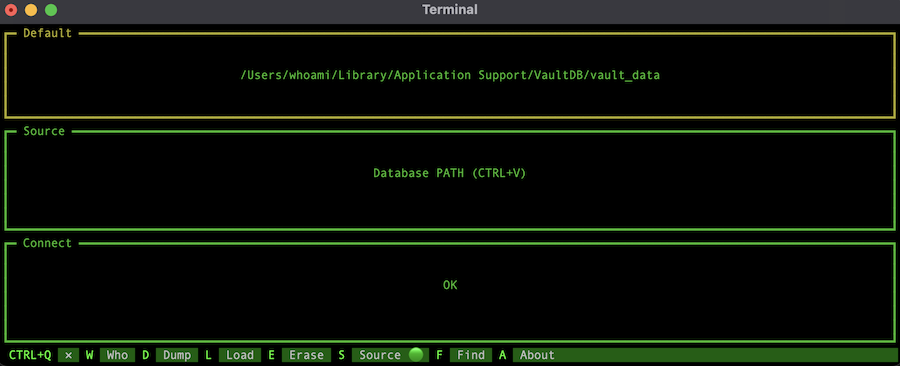 Terminal
Default
/Users/whoami/Library/Application Support/VaultDB/vault_data
Source
Database PATH (CTRL+V)
Connect
OK
CTRL+Q × W Who D Dump L Load E Erase S Source F Find A About